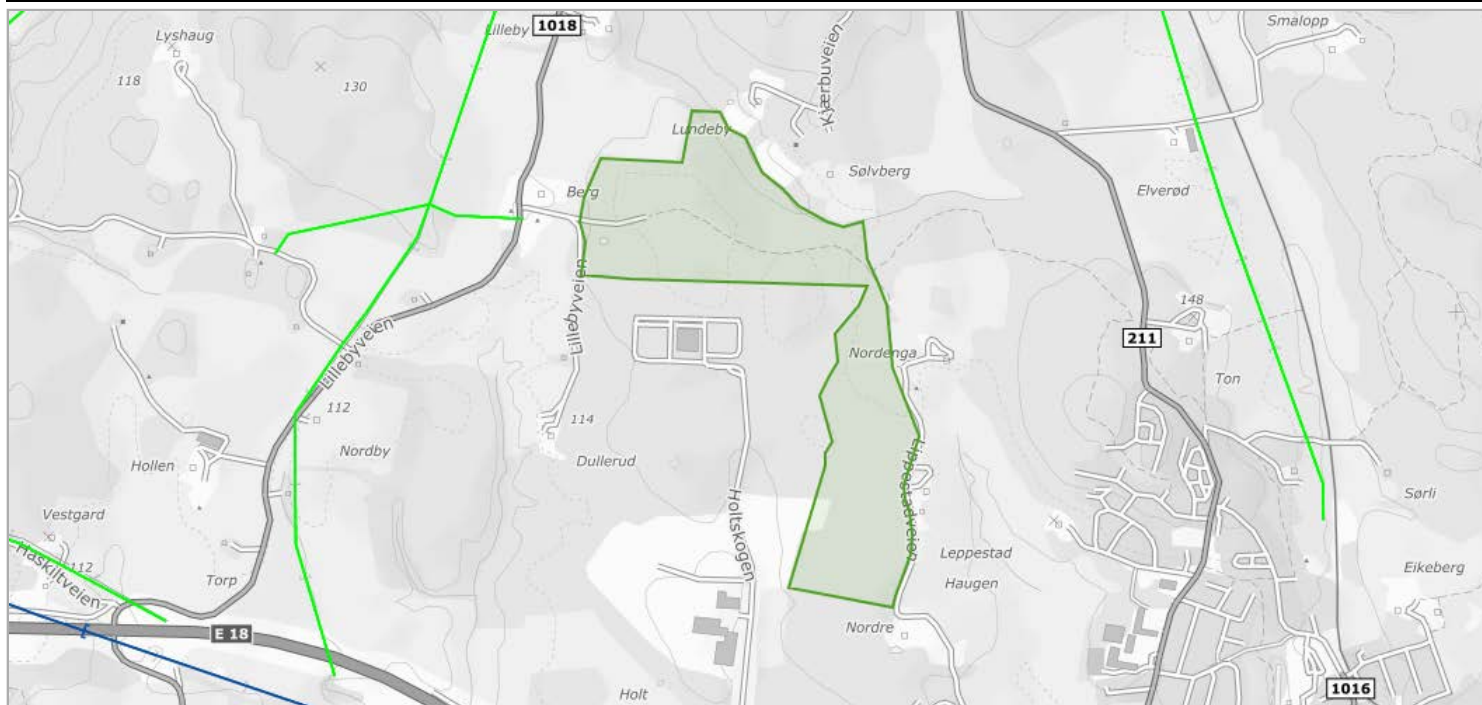 Smalopp
Lilleby
1018
Lyshaug
118
130
Kjærbuveien
Lundeby
Sølvberg
Berg
Elverød
Lillebyveien
148
211
Lillebyveien
Nordenga
Ton
112
114
Nordby
Dullerud
Hollen
Lippestadveien
Holtskogen
Sørli
Vestgard
Leppestad
Haugen
Haskiltveien
112
Torp
Eikeberg
E 18
Nordre
Holt
1016